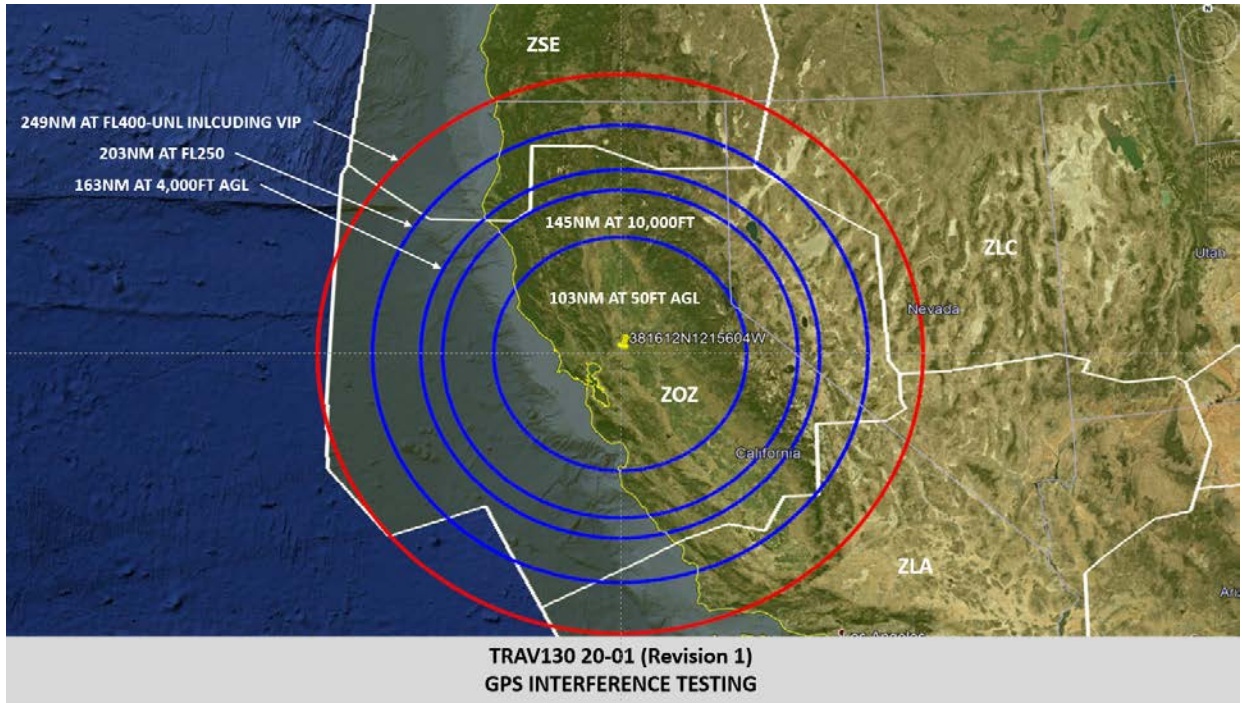 N
ZSE
249NM AT FL400-UNL INLCUDING VIP
203NM AT FL250
163NM AT 4,000FT AGL
145NM AT 10,000FT
ZLC
Utah
103NM AT 50FT AGL
Nevada
381612N1215604W
ZOZ
California
ZLA
Los Angeles
TRAV130 20-01 (Revision 1)
GPS INTERFERENCE TESTING